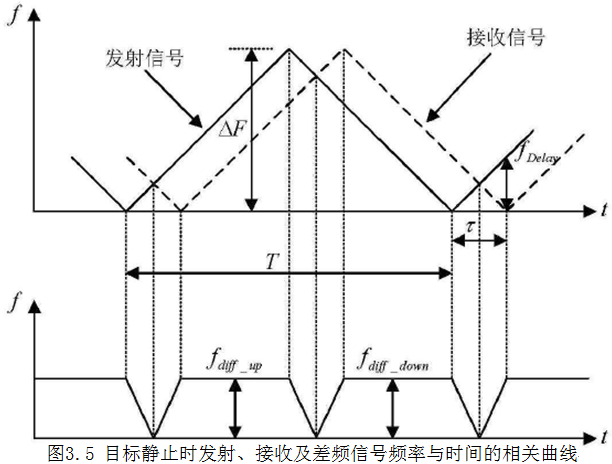 f
发射信号
接收信号
ΔF
f_Delay
t
τ
T
f
f_diff_up
f_diff_down
t
图3.5 目标静止时发射、接收及差频信号频率与时间的相关曲线